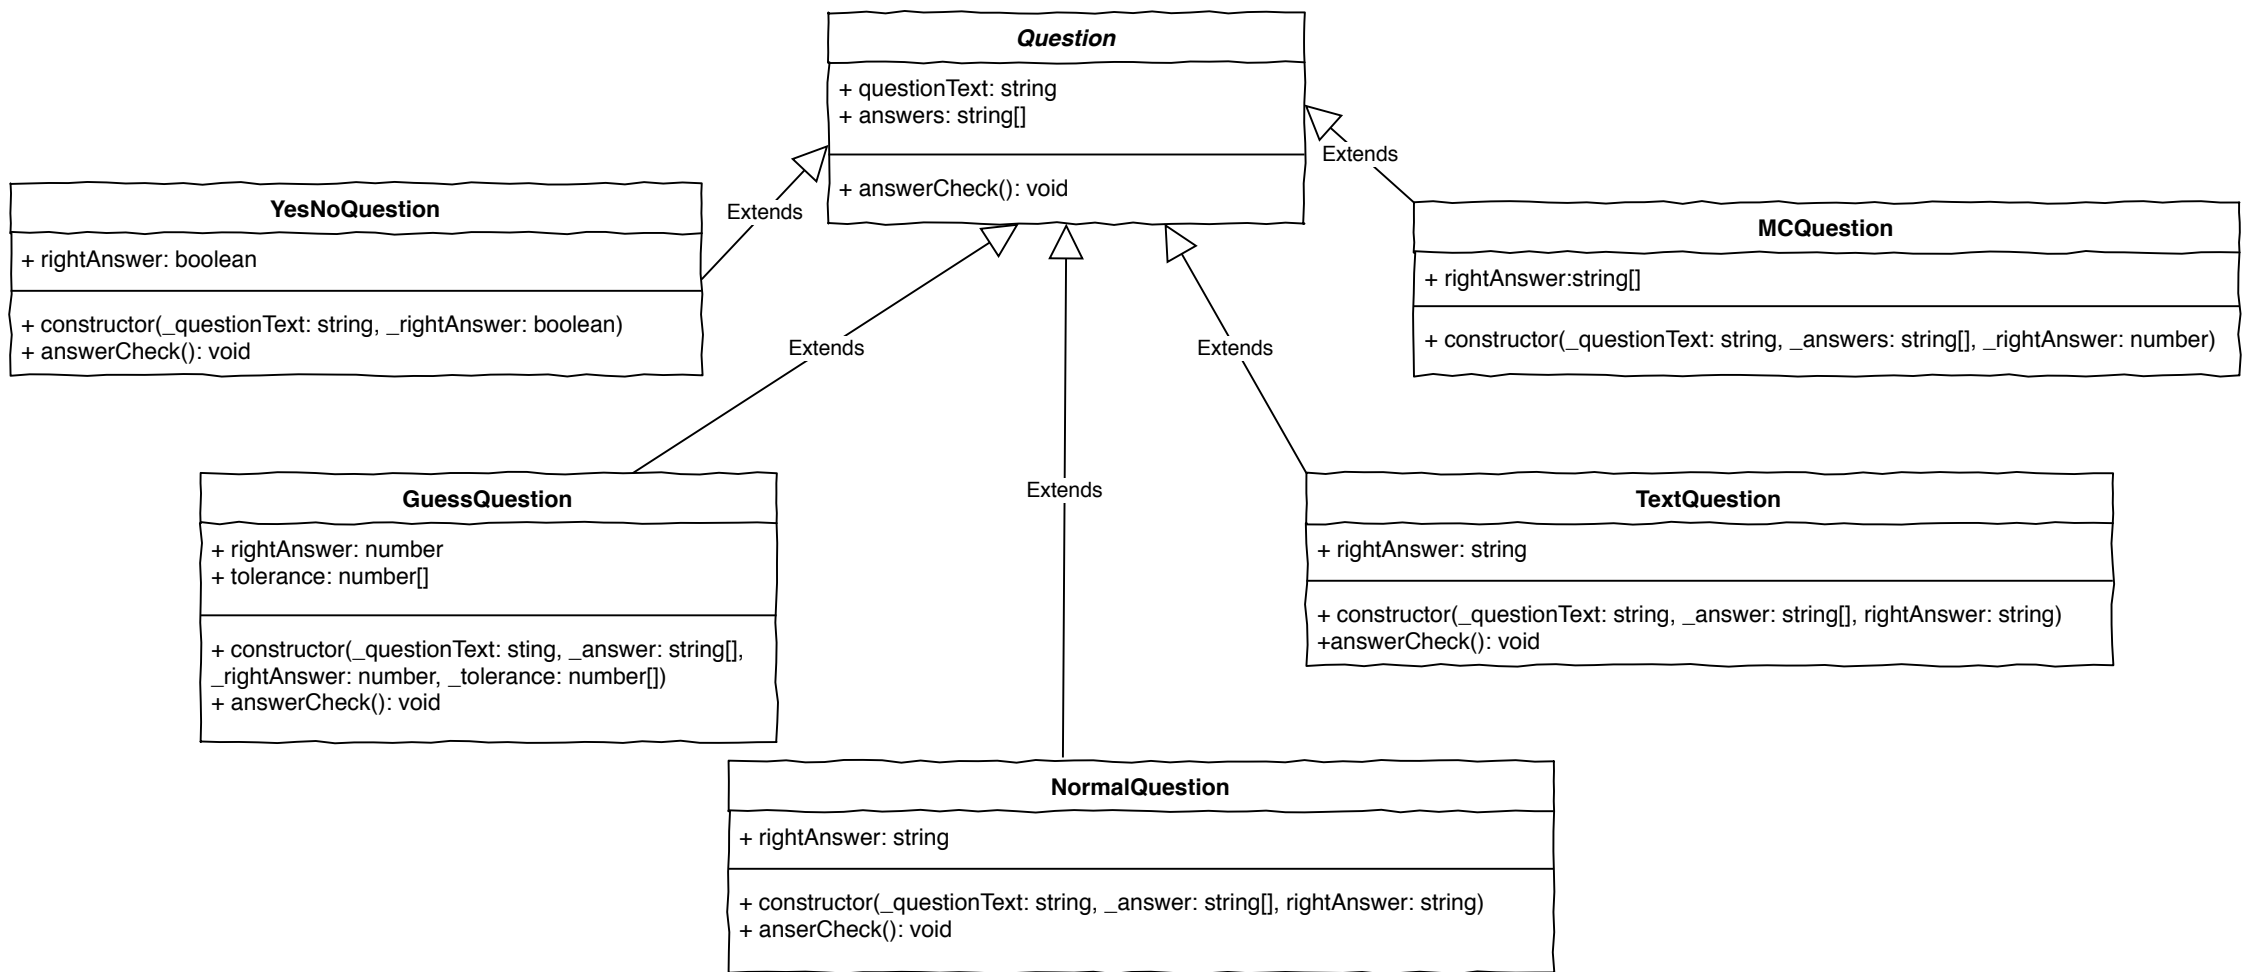 Question
+ questionText: string
+ answers: string[]
+ answerCheck(): void
Extends
Extends
Extends
Extends
Extends
YesNoQuestion
+ rightAnswer: boolean
+ constructor(_questionText: string, _rightAnswer: boolean)
+ answerCheck(): void
MCQuestion
+ rightAnswer:string[]
+ constructor(_questionText: string, _answers: string[], _rightAnswer: number)
GuessQuestion
+ rightAnswer: number
+ tolerance: number[]
+ constructor(_questionText: sting, _answer: string[],
_rightAnswer: number, _tolerance: number[])
+ answerCheck(): void
TextQuestion
+ rightAnswer: string
+ constructor(_questionText: string, _answer: string[], rightAnswer: string)
+answerCheck(): void
NormalQuestion
+ rightAnswer: string
+ constructor(_questionText: string, _answer: string[], rightAnswer: string)
+ anserCheck(): void